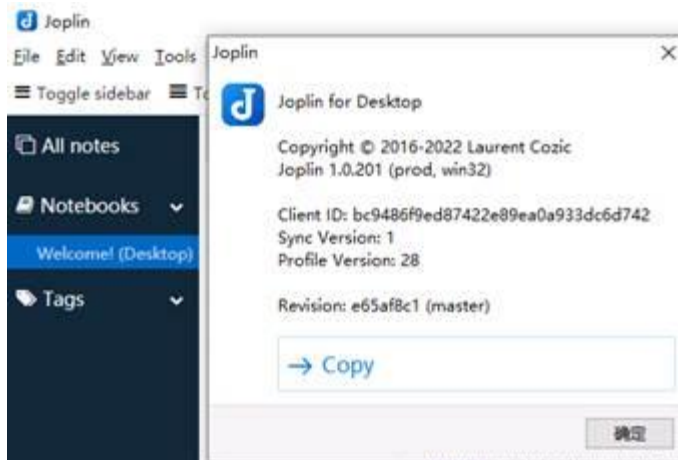 Joplin
File Edit View Tools
Toggle sidebar
All notes
Notebooks
Welcome! (Desktop)
Tags
Joplin
Joplin for Desktop
Copyright © 2016-2022 Laurent Cozic
Joplin 1.0.201 (prod, win32)
Client ID: bc9486f9ed87422e89ea0a933dc6d742
Sync Version: 1
Profile Version: 28
Revision: e65af8c1 (master)
→ Copy
确定